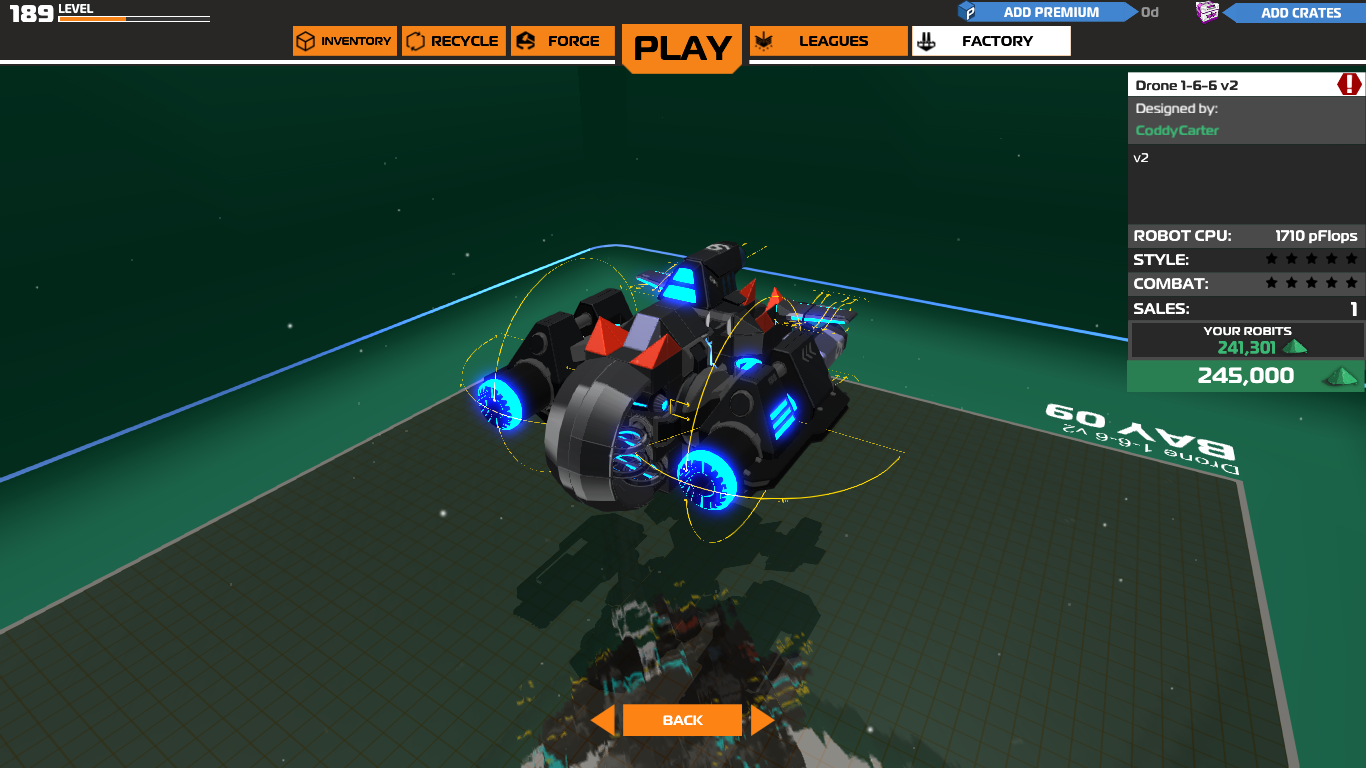 189 LEVEL
ADD PREMIUM 0d
ADD CRATES
INVENTORY
RECYCLE
FORGE
PLAY
LEAGUES
FACTORY
Drone 1-6-6 v2
Designed by:
CoddyCarter
v2
ROBOT CPU: 1710 pFlops
STYLE:
COMBAT:
SALES: 1
YOUR ROBITS
241,301
245,000
BAY 09
Drone 1-6-6 v2
BACK